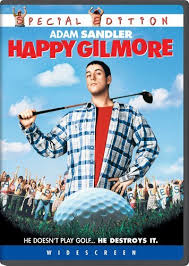 SPECIAL EDITION
ADAM SANDLER
HAPPY GILMORE
HE DOESN'T PLAY GOLF... HE DESTROYS IT.
WIDESCREEN